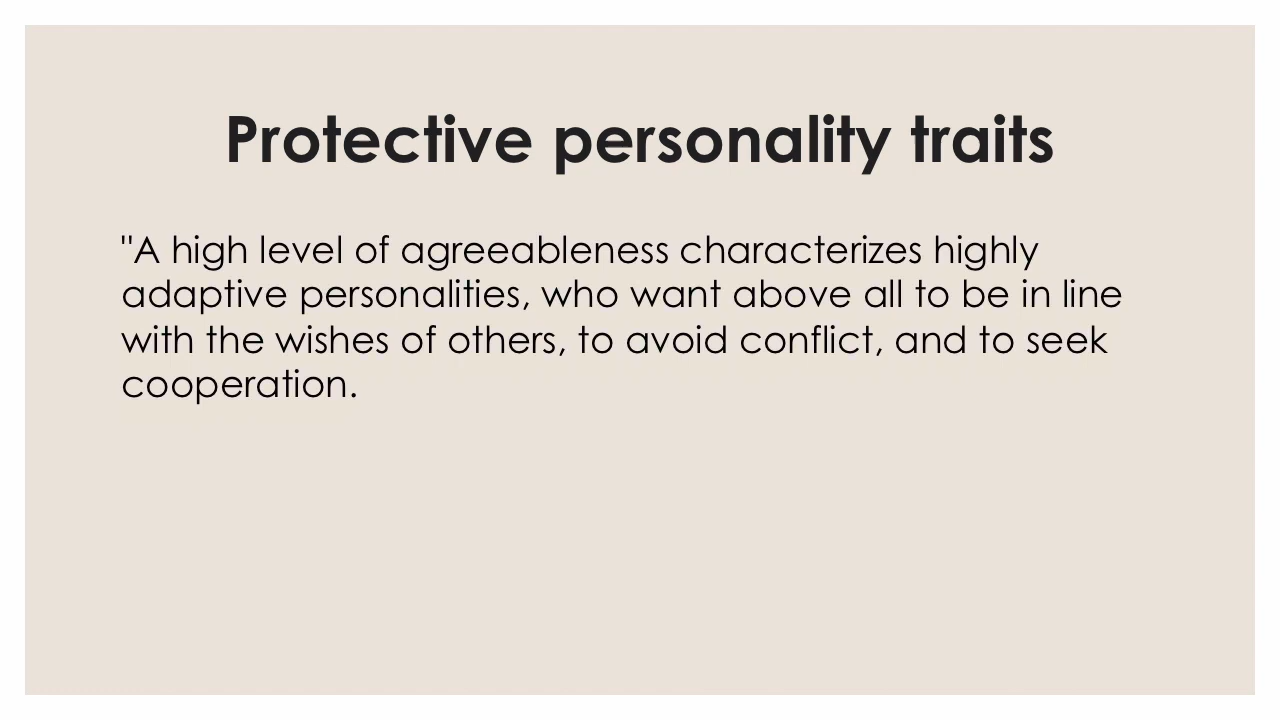 Protective personality traits
"A high level of agreeableness characterizes highly
adaptive personalities, who want above all to be in line
with the wishes of others, to avoid conflict, and to seek
cooperation.